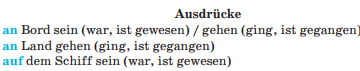 Ausdrücke
an Bord sein (war, ist gewesen) / gehen (ging, ist gegangen)
an Land gehen (ging, ist gegangen)
auf dem Schiff sein (war, ist gewesen)